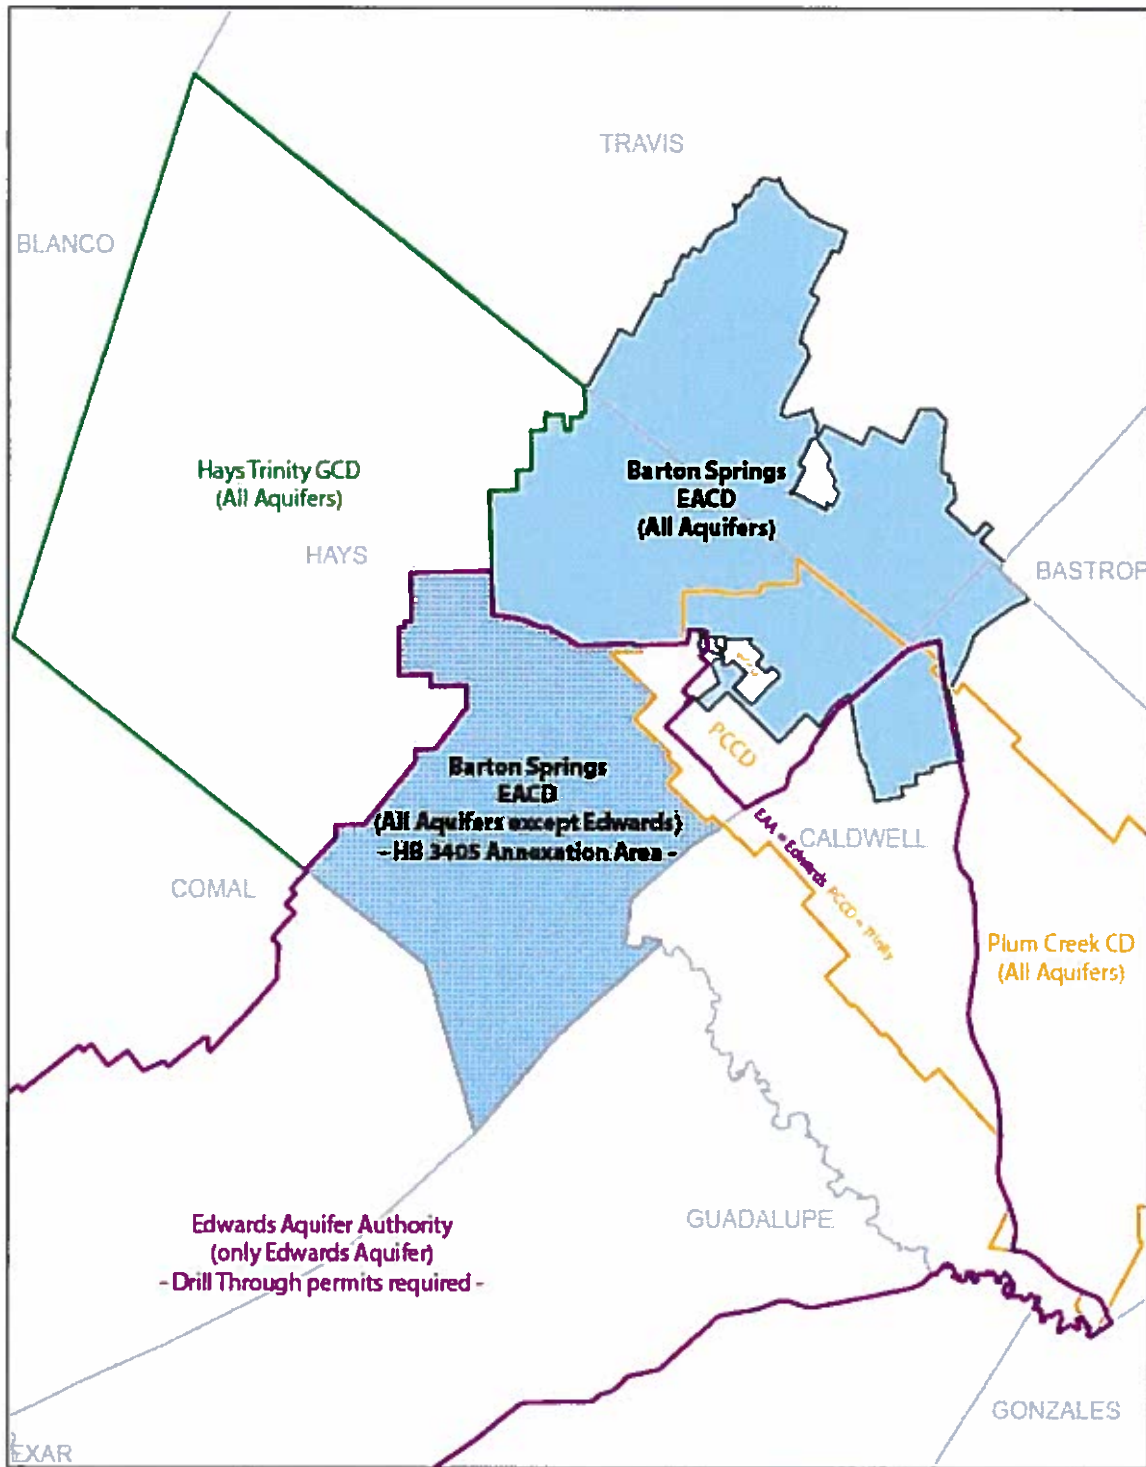 TRAVIS
BLANCO
Hays Trinity GCD
(All Aquifers)
Barton Springs
EACD
(All Aquifers)
HAYS
BASTROP
PCCD
Barton Springs
EACD
(All Aquifers except Edwards)
- HB 3405 Annexation Area -
EAA = Edwards
PCCD = Trinity
CALDWELL
COMAL
Plum Creek CD
(All Aquifers)
Edwards Aquifer Authority
(only Edwards Aquifer)
- Drill Through permits required -
GUADALUPE
GONZALES
EXAR